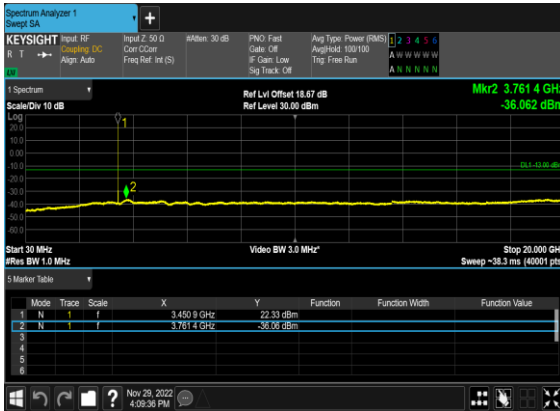 Spectrum Analyzer 1
Swept SA
KEYSIGHT Input: RF Input Z: 50 Ω #Atten: 30 dB PNO: Fast Avg Type: Power (RMS) 1 2 3 4 5 6
R T Coupling: DC Corr CCorr Gate: Off Avg|Hold: 100/100 A W W W W W
Align: Auto Freq Ref: Int (S) IF Gain: Low Trig: Free Run
Sig Track: Off A N N N N N
1 Spectrum Ref Lvl Offset 18.67 dB Mkr2 3.761 4 GHz
Scale/Div 10 dB Ref Level 30.00 dBm -36.062 dBm
Log
20.0 1
10.0
0.00
-10.0 DL1 -13.00 dBm
-20.0
-30.0 2
-40.0
-50.0
-60.0
Start 30 MHz Video BW 3.0 MHz* Stop 20.000 GH
#Res BW 1.0 MHz Sweep ~38.3 ms (40001 pts
5 Marker Table
Mode Trace Scale X Y Function Function Width Function Value
1 N 1 f 3.450 9 GHz 22.33 dBm
2 N 1 f 3.761 4 GHz -36.06 dBm
3
4
5
6
? Nov 29, 2022
4:09:36 PM